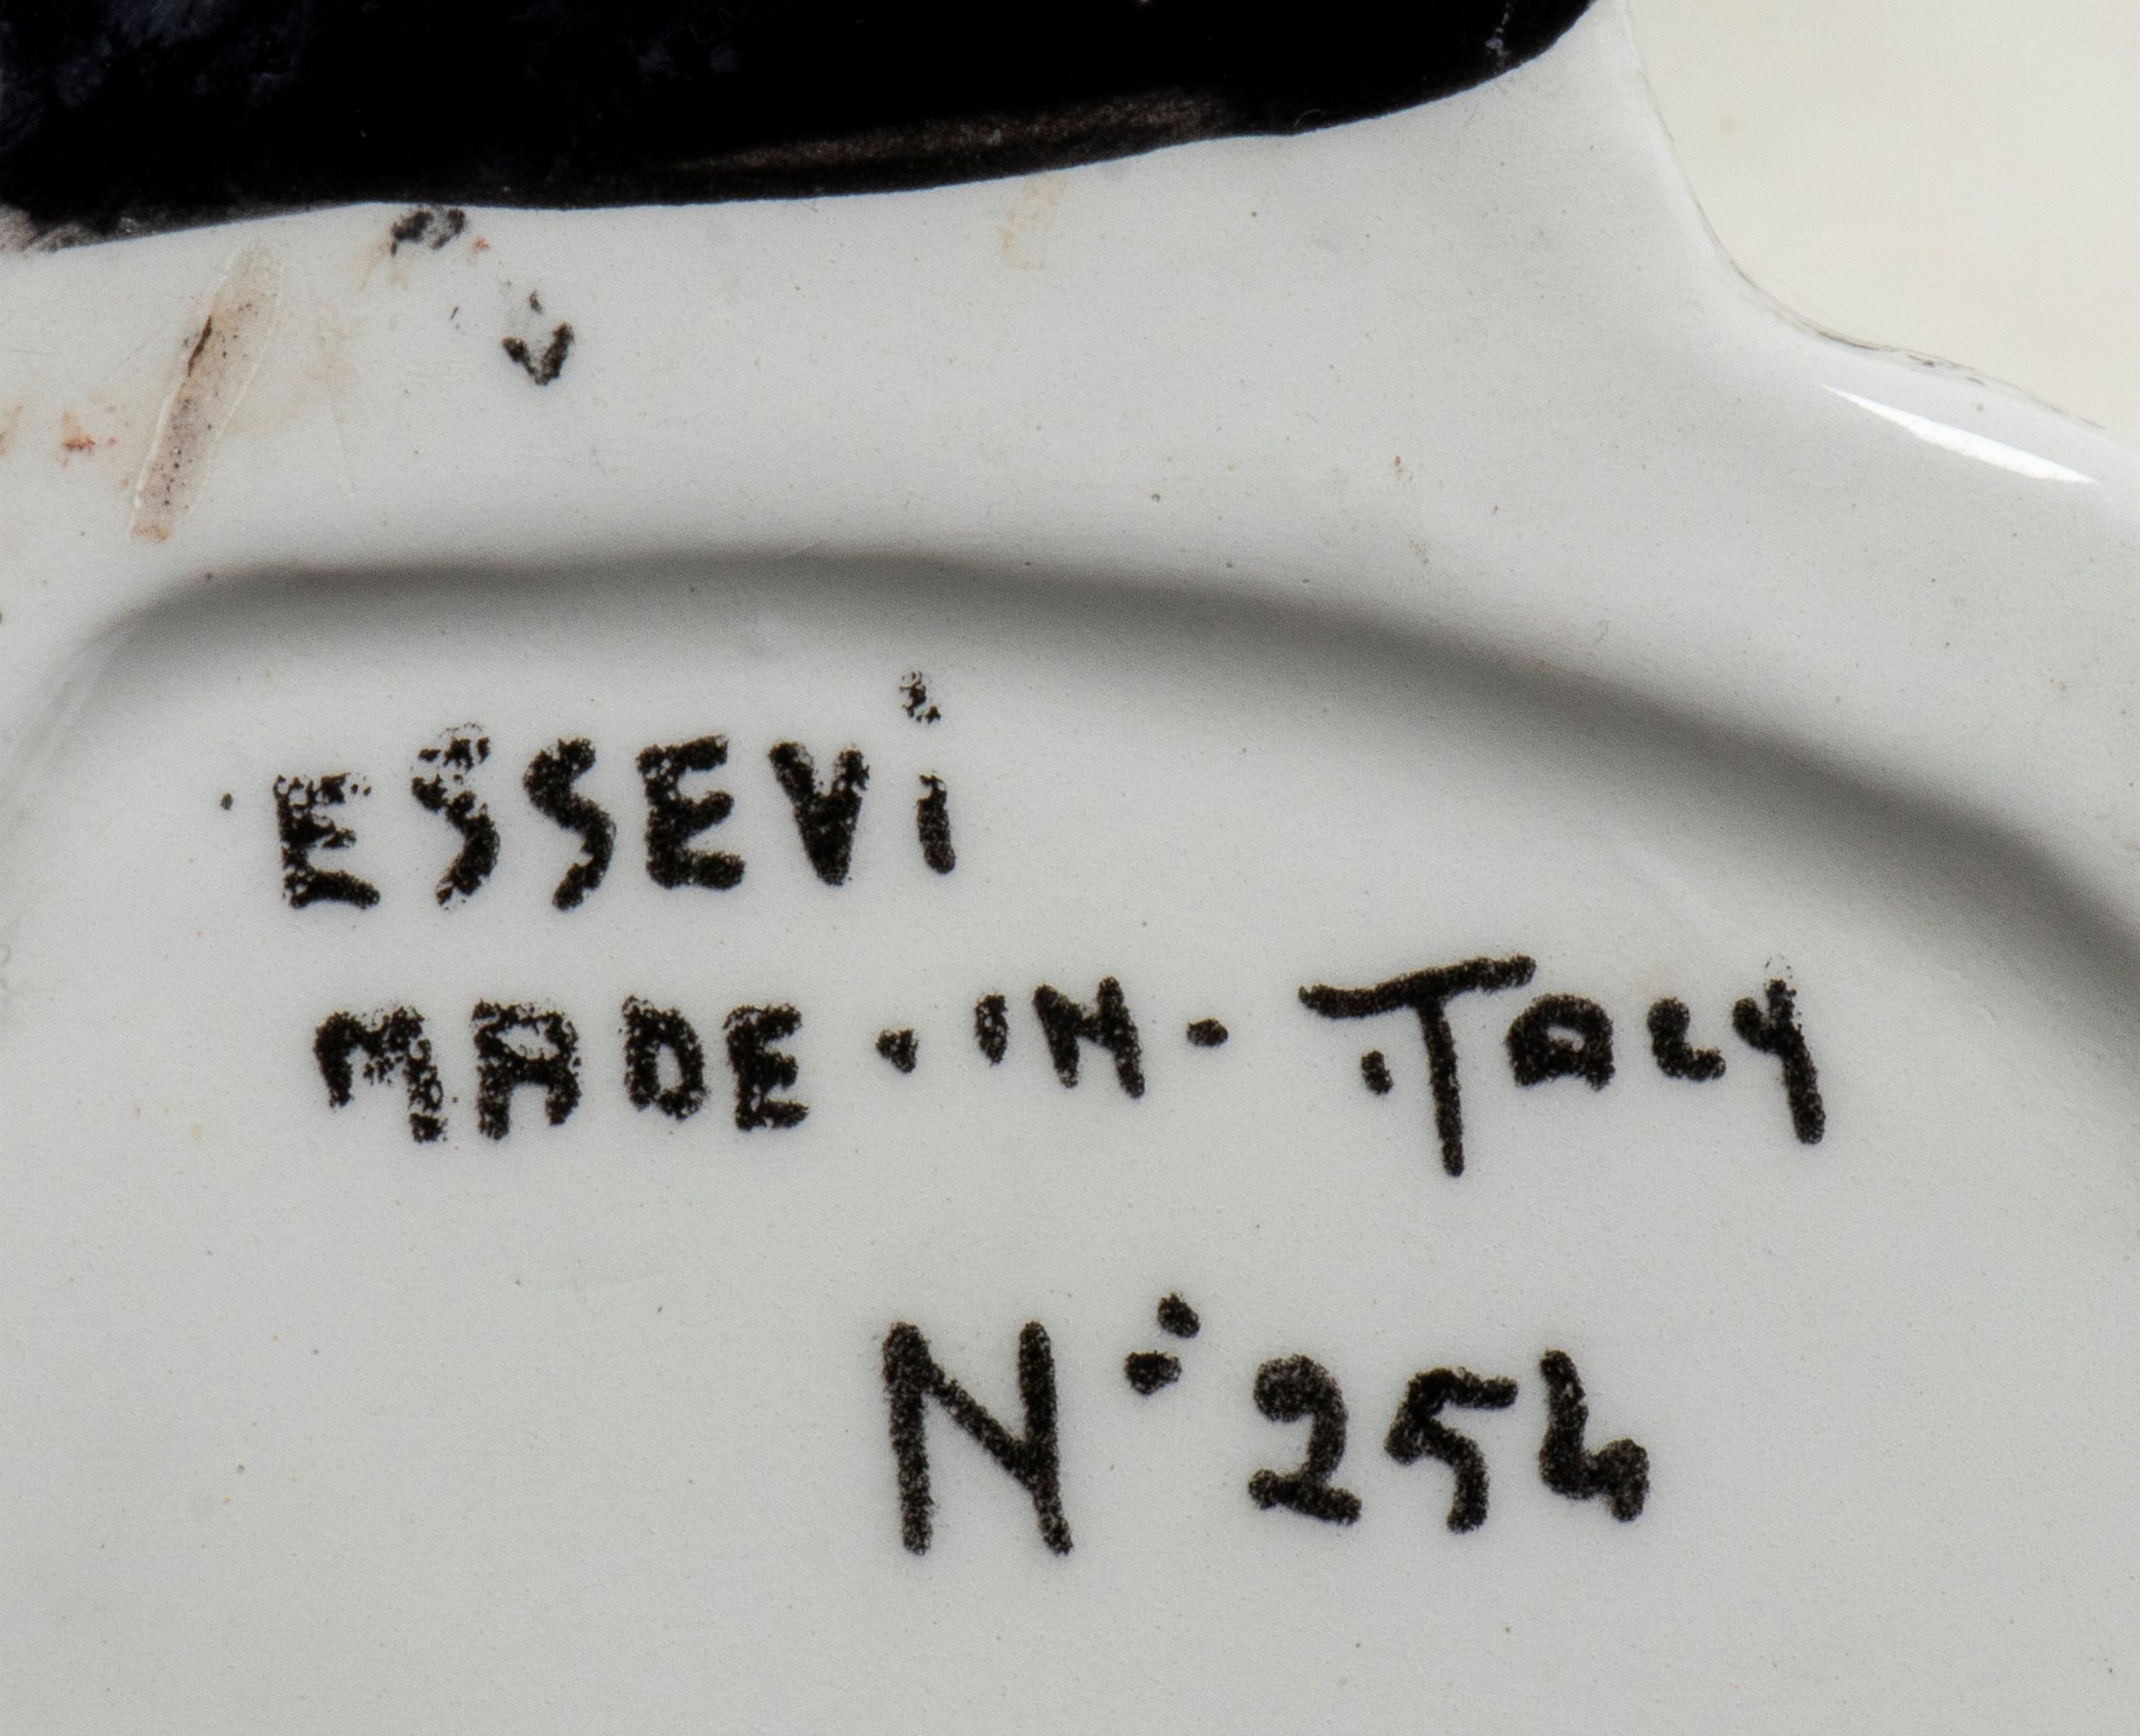 ESSEVi
MADE · iN · iTALY
N: 254